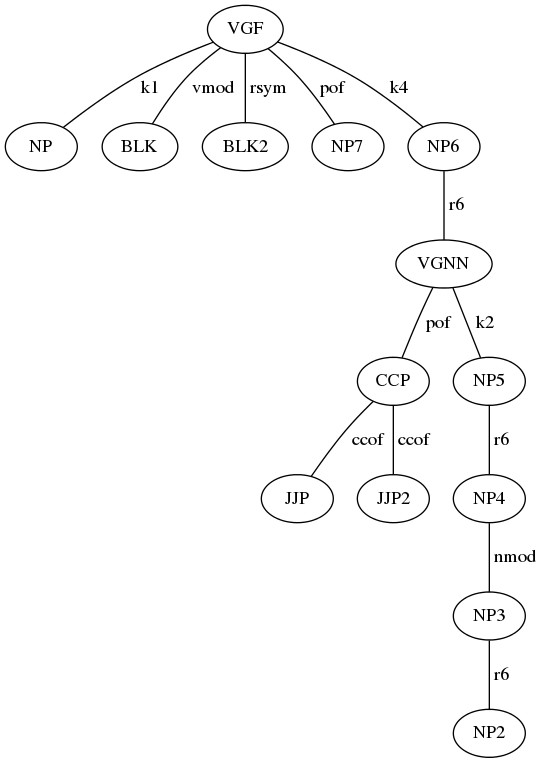 VGF
k1 vmod rsym pof k4
NP BLK BLK2 NP7 NP6
r6
VGNN
pof k2
CCP NP5
ccof ccof r6
JJP JJP2 NP4
nmod
NP3
r6
NP2